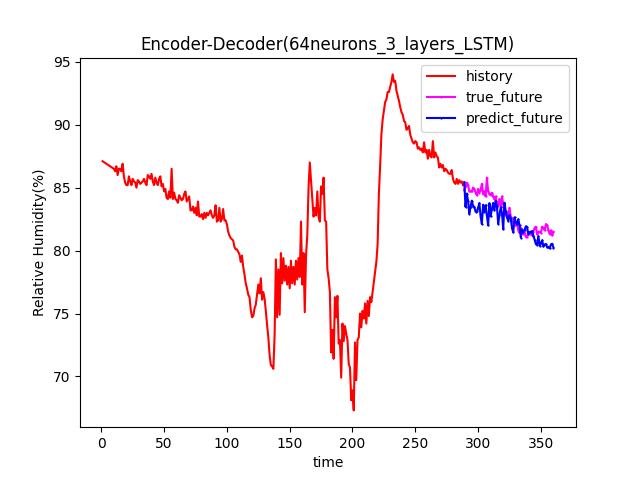 Encoder-Decoder(64neurons_3_layers_LSTM)
history
true_future
predict_future
Relative Humidity(%)
95
90
85
80
75
70
0 50 100 150 200 250 300 350
time